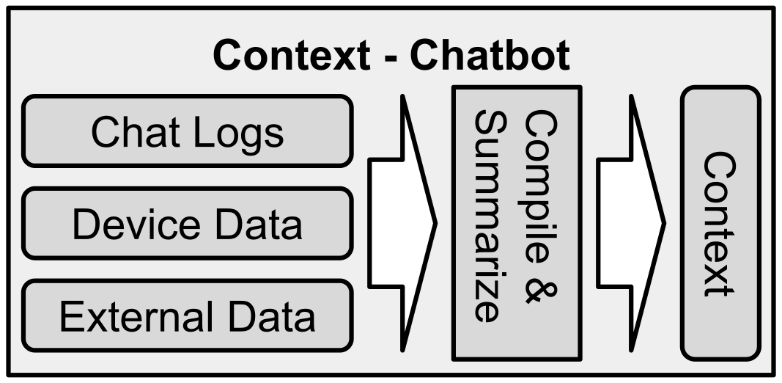 Context - Chatbot
Chat Logs
Device Data
External Data
Compile &
Summarize
Context